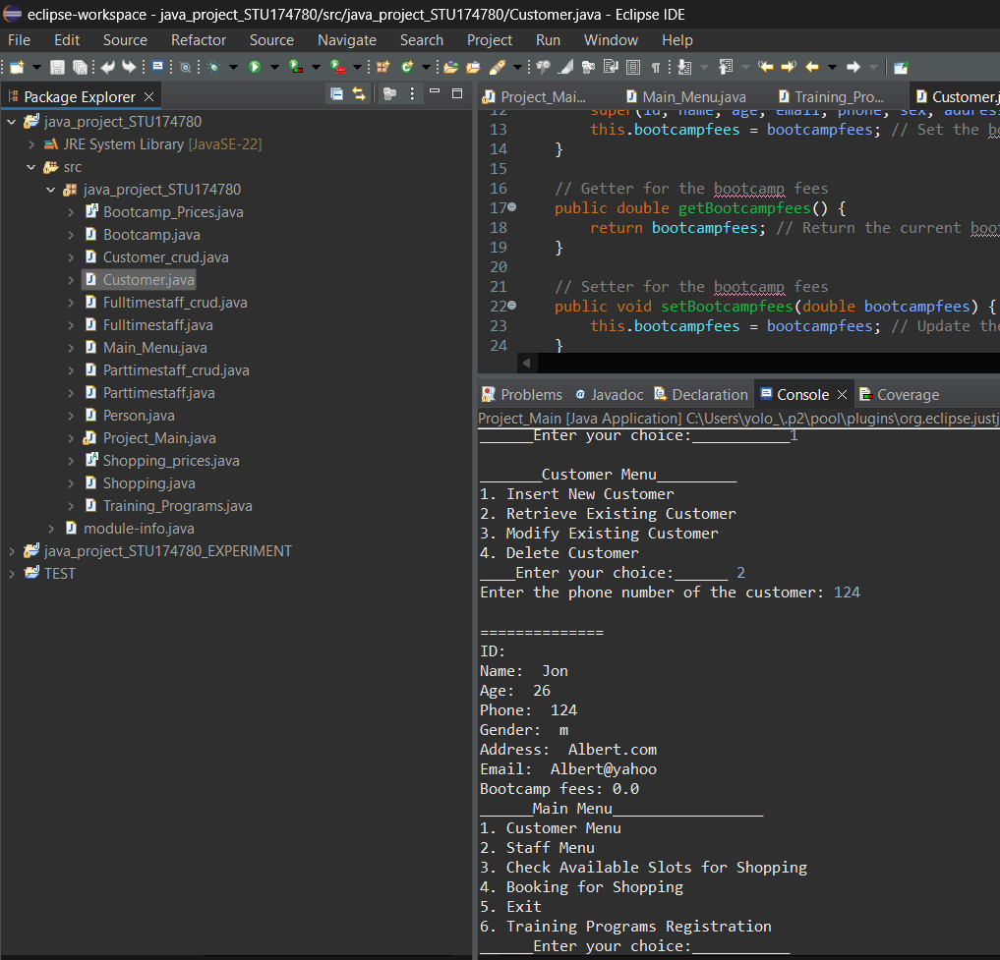 eclipse-workspace - java_project_STU174780/src/java_project_STU174780/Customer.java - Eclipse IDE
File Edit Source Refactor Source Navigate Search Project Run Window Help
Package Explorer
java_project_STU174780
JRE System Library [JavaSE-22]
src
java_project_STU174780
Bootcamp_Prices.java
Bootcamp.java
Customer_crud.java
Customer.java
Fulltimestaff_crud.java
Fulltimestaff.java
Main_Menu.java
Parttimestaff_crud.java
Parttimestaff.java
Person.java
Project_Main.java
Shopping_prices.java
Shopping.java
Training_Programs.java
module-info.java
java_project_STU174780_EXPERIMENT
TEST
Project_Mai... Main_Menu.java Training_Pro... Customer.j
12 super(id, name, age, email, phone, sex, addres
13 this.bootcampfees = bootcampfees; // Set the bo
14 }
15
16 // Getter for the bootcamp fees
17 public double getBootcampfees() {
18 return bootcampfees; // Return the current boot
19 }
20
21 // Setter for the bootcamp fees
22 public void setBootcampfees(double bootcampfees) {
23 this.bootcampfees = bootcampfees; // Update the
24 }
Problems Javadoc Declaration Console Coverage
Project_Main [Java Application] C:\Users\yolo_\.p2\pool\plugins\org.eclipse.justj
______Enter your choice:___________1
_______Customer Menu_________
1. Insert New Customer
2. Retrieve Existing Customer
3. Modify Existing Customer
4. Delete Customer
____Enter your choice:______ 2
Enter the phone number of the customer: 124
==============
ID:
Name:  Jon
Age:  26
Phone:  124
Gender:  m
Address:  Albert.com
Email:  Albert@yahoo
Bootcamp fees: 0.0
______Main Menu_________________
1. Customer Menu
2. Staff Menu
3. Check Available Slots for Shopping
4. Booking for Shopping
5. Exit
6. Training Programs Registration
______Enter your choice:___________